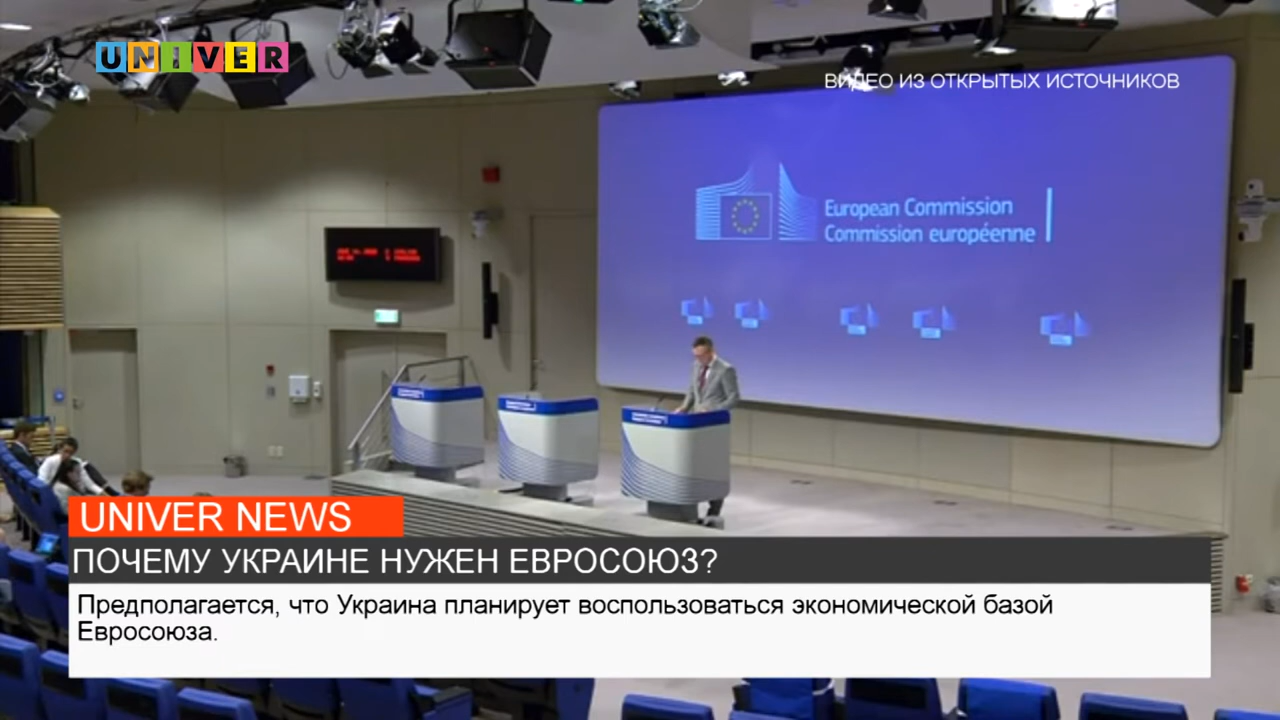 UNIVER
ВИДЕО ИЗ ОТКРЫТЫХ ИСТОЧНИКОВ
European Commission
Commission européenne
UNIVER NEWS
ПОЧЕМУ УКРАИНЕ НУЖЕН ЕВРОСОЮЗ?
Предполагается, что Украина планирует воспользоваться экономической базой
Евросоюза.